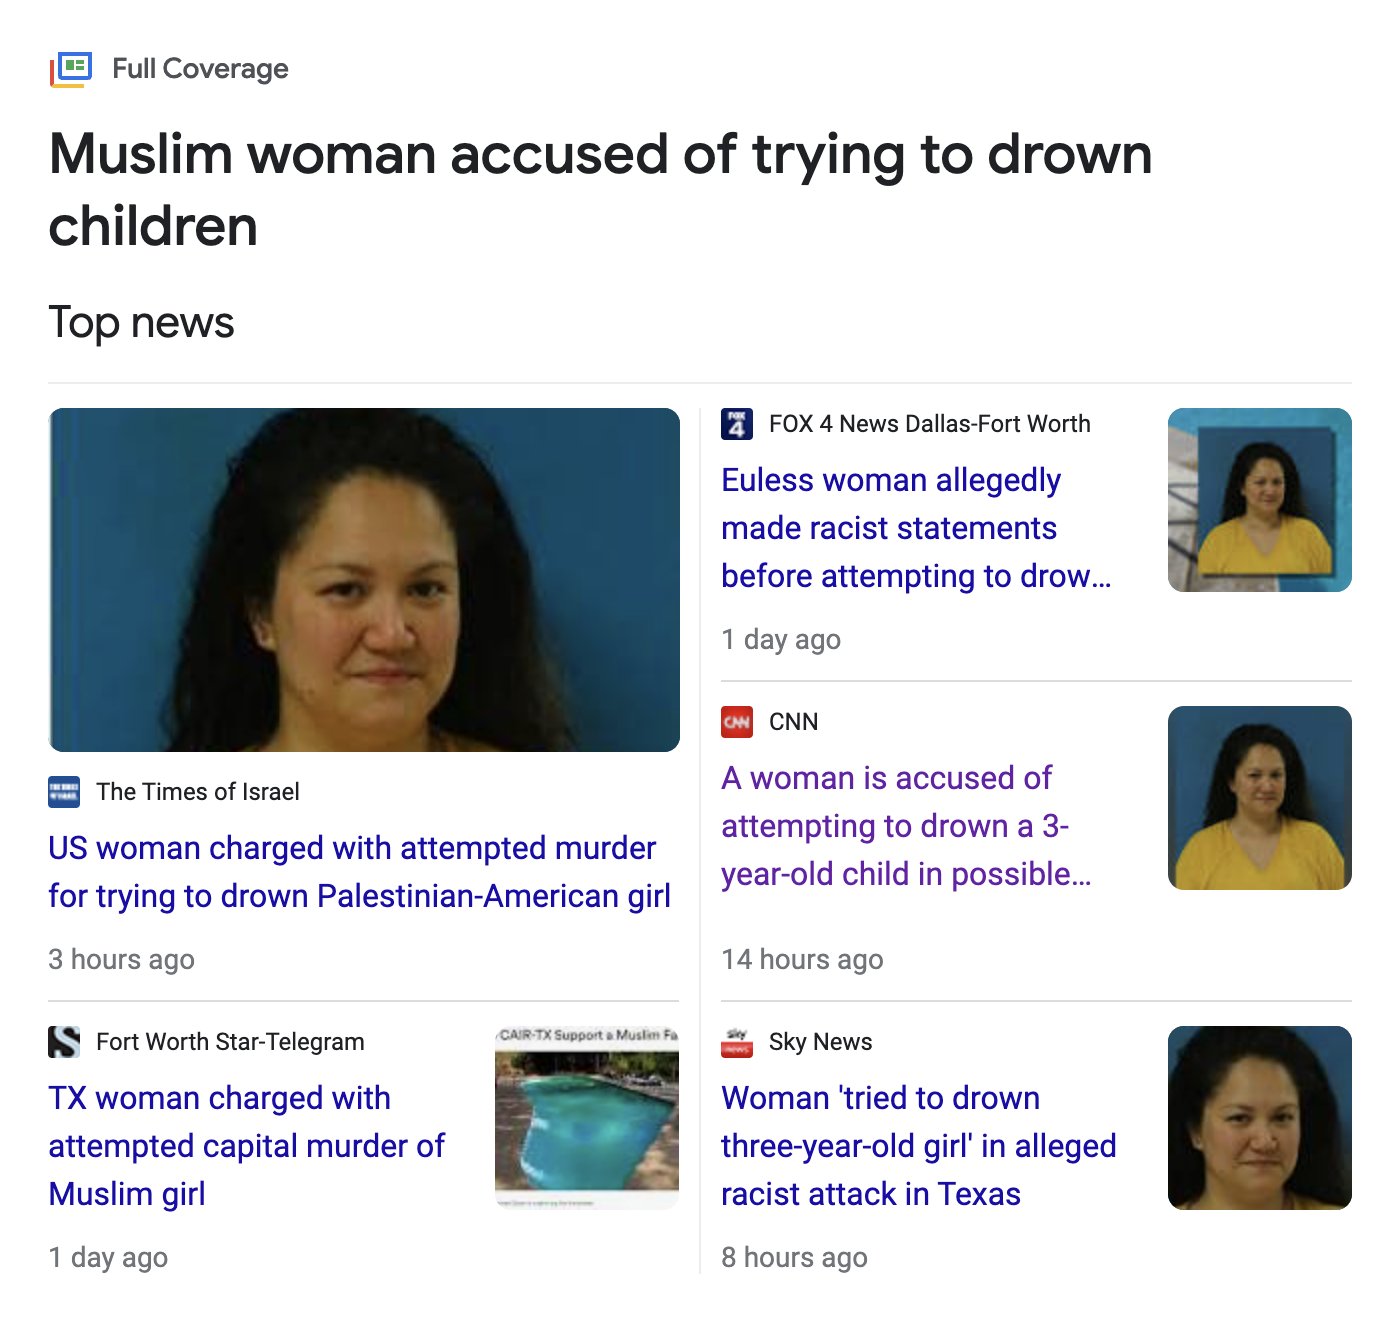 Full Coverage
Muslim woman accused of trying to drown
children
Top news
The Times of Israel
US woman charged with attempted murder
for trying to drown Palestinian-American girl
3 hours ago
Fort Worth Star-Telegram
TX woman charged with
attempted capital murder of
Muslim girl
1 day ago
CAIR-TX Support a Muslim Fa
FOX 4
FOX 4 News Dallas-Fort Worth
Euless woman allegedly
made racist statements
before attempting to drow...
1 day ago
CNN
CNN
A woman is accused of
attempting to drown a 3-
year-old child in possible...
14 hours ago
sky news
Sky News
Woman 'tried to drown
three-year-old girl' in alleged
racist attack in Texas
8 hours ago